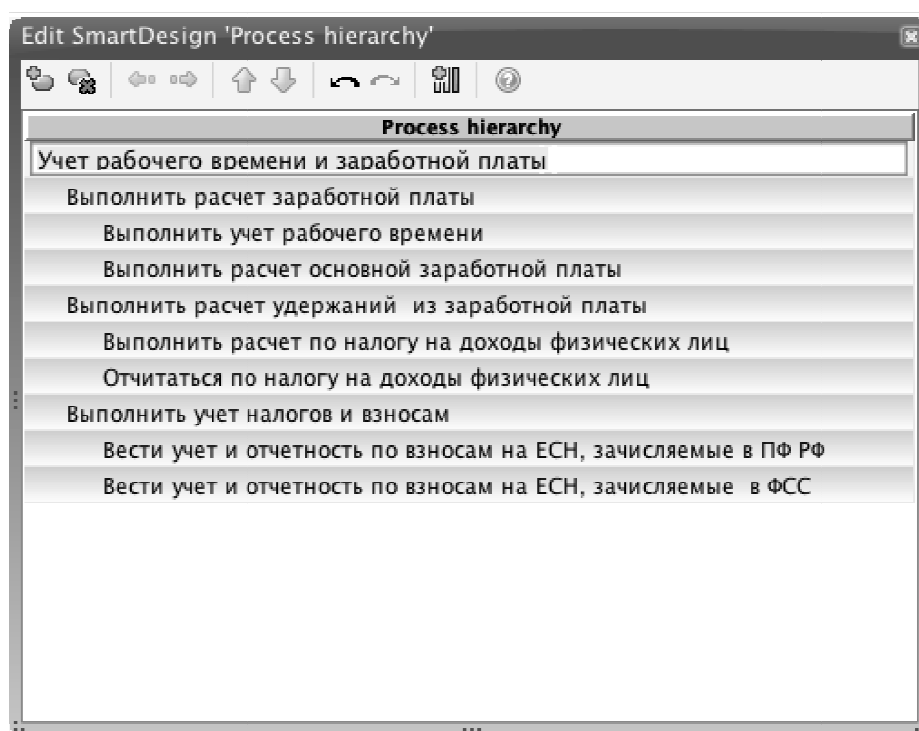 Edit SmartDesign 'Process hierarchy'
Process hierarchy
Учет рабочего времени и заработной платы
Выполнить расчет заработной платы
Выполнить учет рабочего времени
Выполнить расчет основной заработной платы
Выполнить расчет удержаний из заработной платы
Выполнить расчет по налогу на доходы физических лиц
Отчитаться по налогу на доходы физических лиц
Выполнить учет налогов и взносам
Вести учет и отчетность по взносам на ЕСН, зачисляемые в ПФ РФ
Вести учет и отчетность по взносам на ЕСН, зачисляемые в ФСС